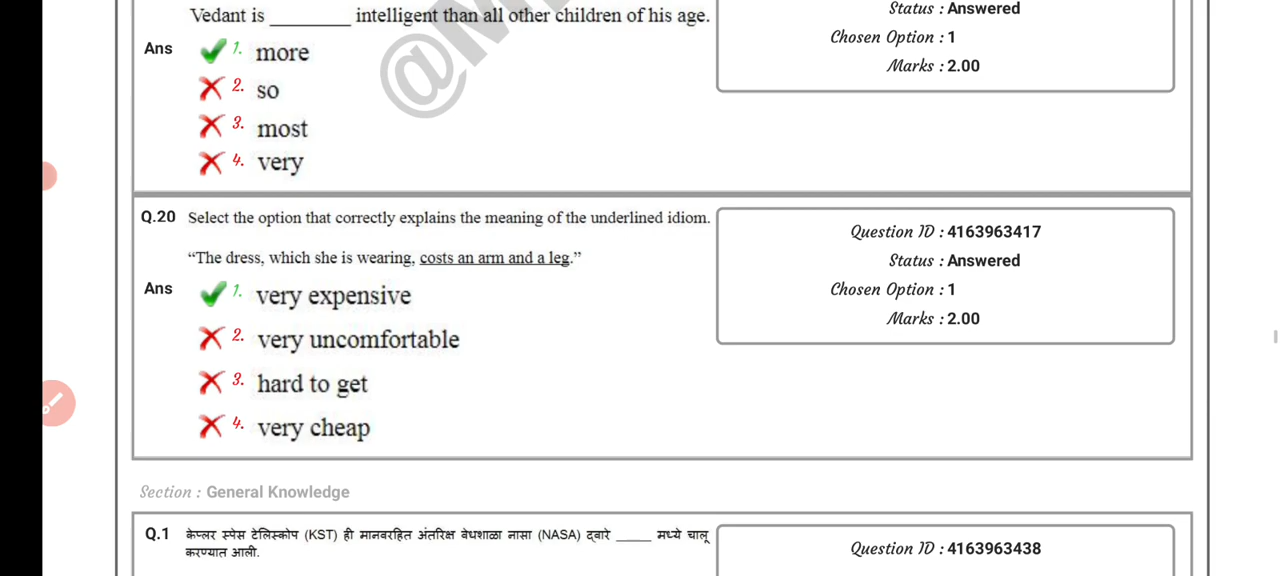 Vedant is ________ intelligent than all other children of his age.
Status : Answered
Chosen Option : 1
Marks : 2.00
Ans
1. more
2. so
3. most
4. very
Q.20 Select the option that correctly explains the meaning of the underlined idiom.
“The dress, which she is wearing, costs an arm and a leg.”
Question ID : 4163963417
Status : Answered
Chosen Option : 1
Marks : 2.00
Ans
1. very expensive
2. very uncomfortable
3. hard to get
4. very cheap
Section : General Knowledge
Q.1 केप्लर स्पेस टेलिस्कोप (KST) ही मानवरहित अंतरिक्ष वेधशाळा नासा (NASA) द्वारे ____ मध्ये चालू
करण्यात आली.
Question ID : 4163963438